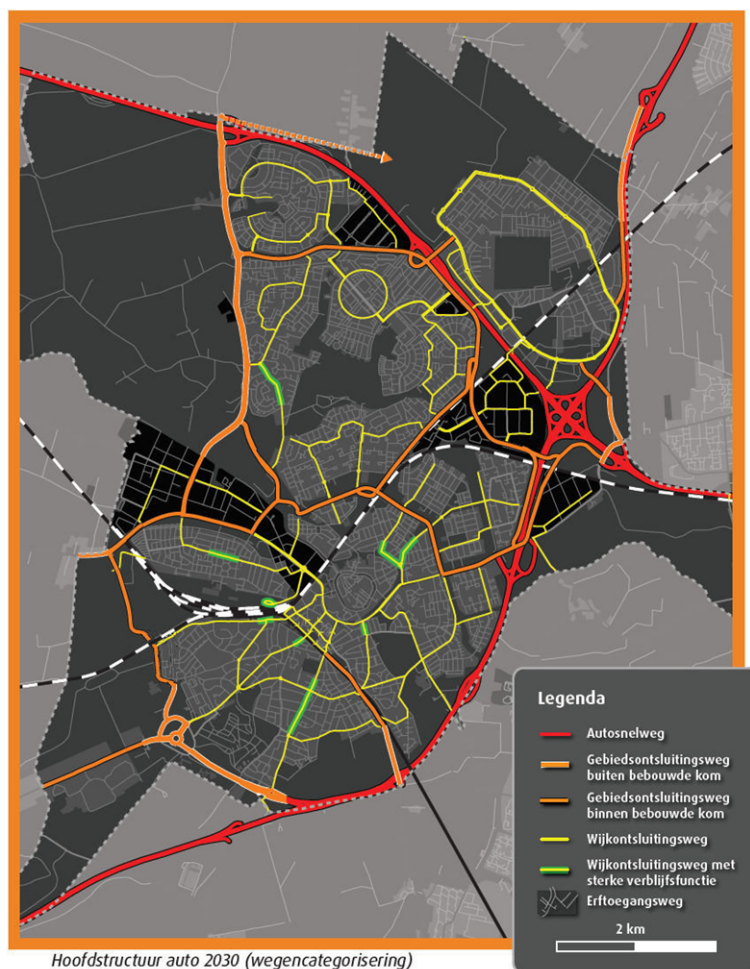 Legenda
Autosnelweg
Gebiedsontsluitingsweg
buiten bebouwde kom
Gebiedsontsluitingsweg
binnen bebouwde kom
Wijkontsluitingsweg
Wijkontsluitingsweg met
sterke verblijfsfunctie
Erftoegangsweg
2 km
Hoofdstructuur auto 2030 (wegencategorisering)